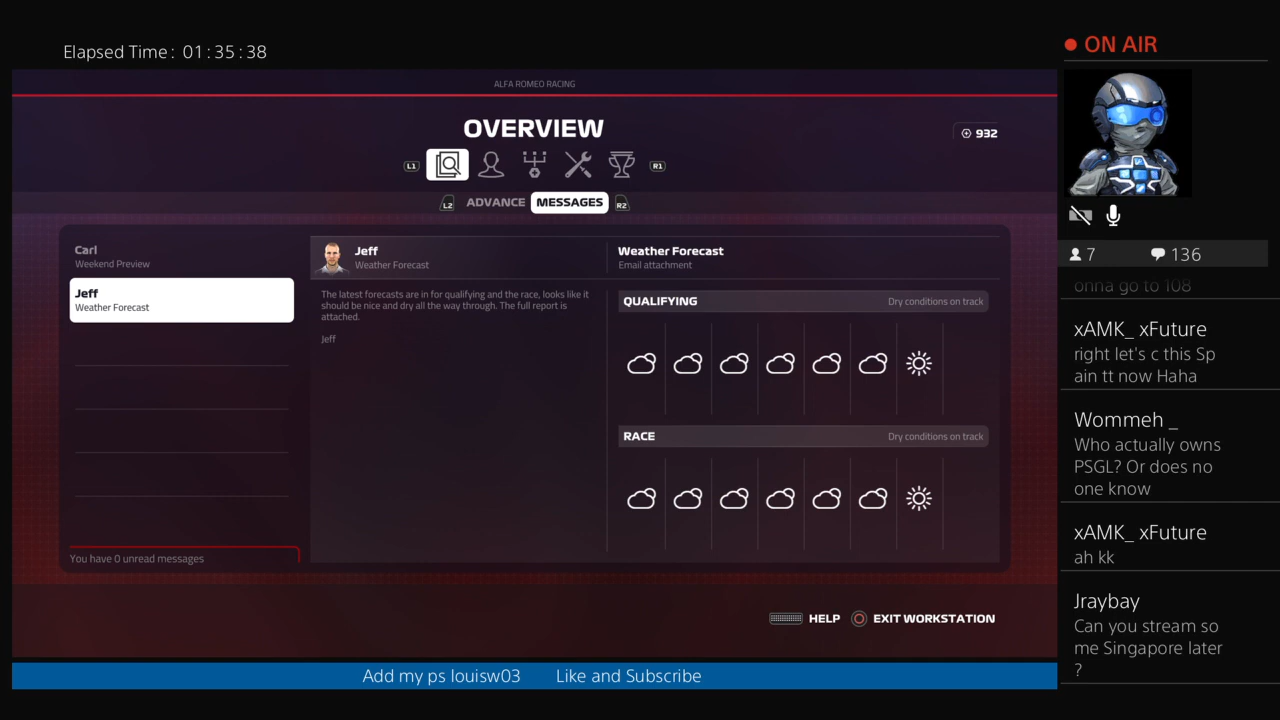 Elapsed Time: 01:35:38
ON AIR
ALFA ROMEO RACING
OVERVIEW
932
L1
R1
L2
ADVANCE
MESSAGES
R2
Carl
Weekend Preview
Jeff
Weather Forecast
You have 0 unread messages
Jeff
Weather Forecast
The latest forecasts are in for qualifying and the race, looks like it
should be nice and dry all the way through. The full report is
attached.
Jeff
Weather Forecast
Email attachment
QUALIFYING
Dry conditions on track
RACE
Dry conditions on track
HELP
EXIT WORKSTATION
Add my ps louisw03
Like and Subscribe
7
136
onna go to 108
xAMK_ xFuture
right let's c this Sp
ain tt now Haha
Wommeh _
Who actually owns
PSGL? Or does no
one know
xAMK_ xFuture
ah kk
Jraybay
Can you stream so
me Singapore later
?